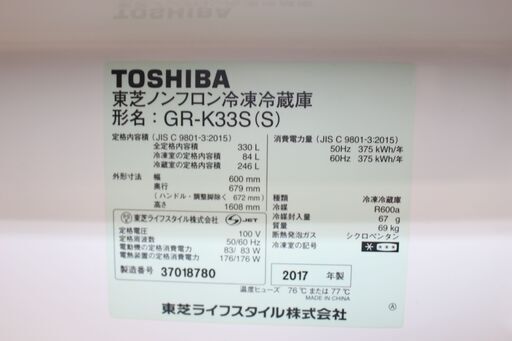 TOSHIBA
東芝ノンフロン冷凍冷蔵庫
形名：GR-K33S(S)
定格内容積（JIS C 9801-3:2015）
全定格内容積 330 L
冷凍室の定格内容積 84 L
冷蔵室の定格内容積 246 L
外形寸法
幅 600 mm
奥行 679 mm
(ハンドル・調整脚除く 672 mm)
高さ 1608 mm
消費電力量（JIS C 9801-3:2015）
50Hz 375 kWh/年
60Hz 375 kWh/年
東芝ライフスタイル株式会社 S JET
定格電圧 100 V
定格周波数 50/60 Hz
電動機の定格消費電力 83/ 83 W
電熱装置の定格消費電力 176/176 W
製造番号 37018780
種類 冷凍冷蔵庫
冷媒 R600a
冷媒封入量 67 g
質量 69 kg
断熱発泡ガス シクロペンタン
冷凍室の記号
2017 年製
温度ヒューズ 76℃ または 77℃
MADE IN CHINA
東芝ライフスタイル株式会社
Ⓐ